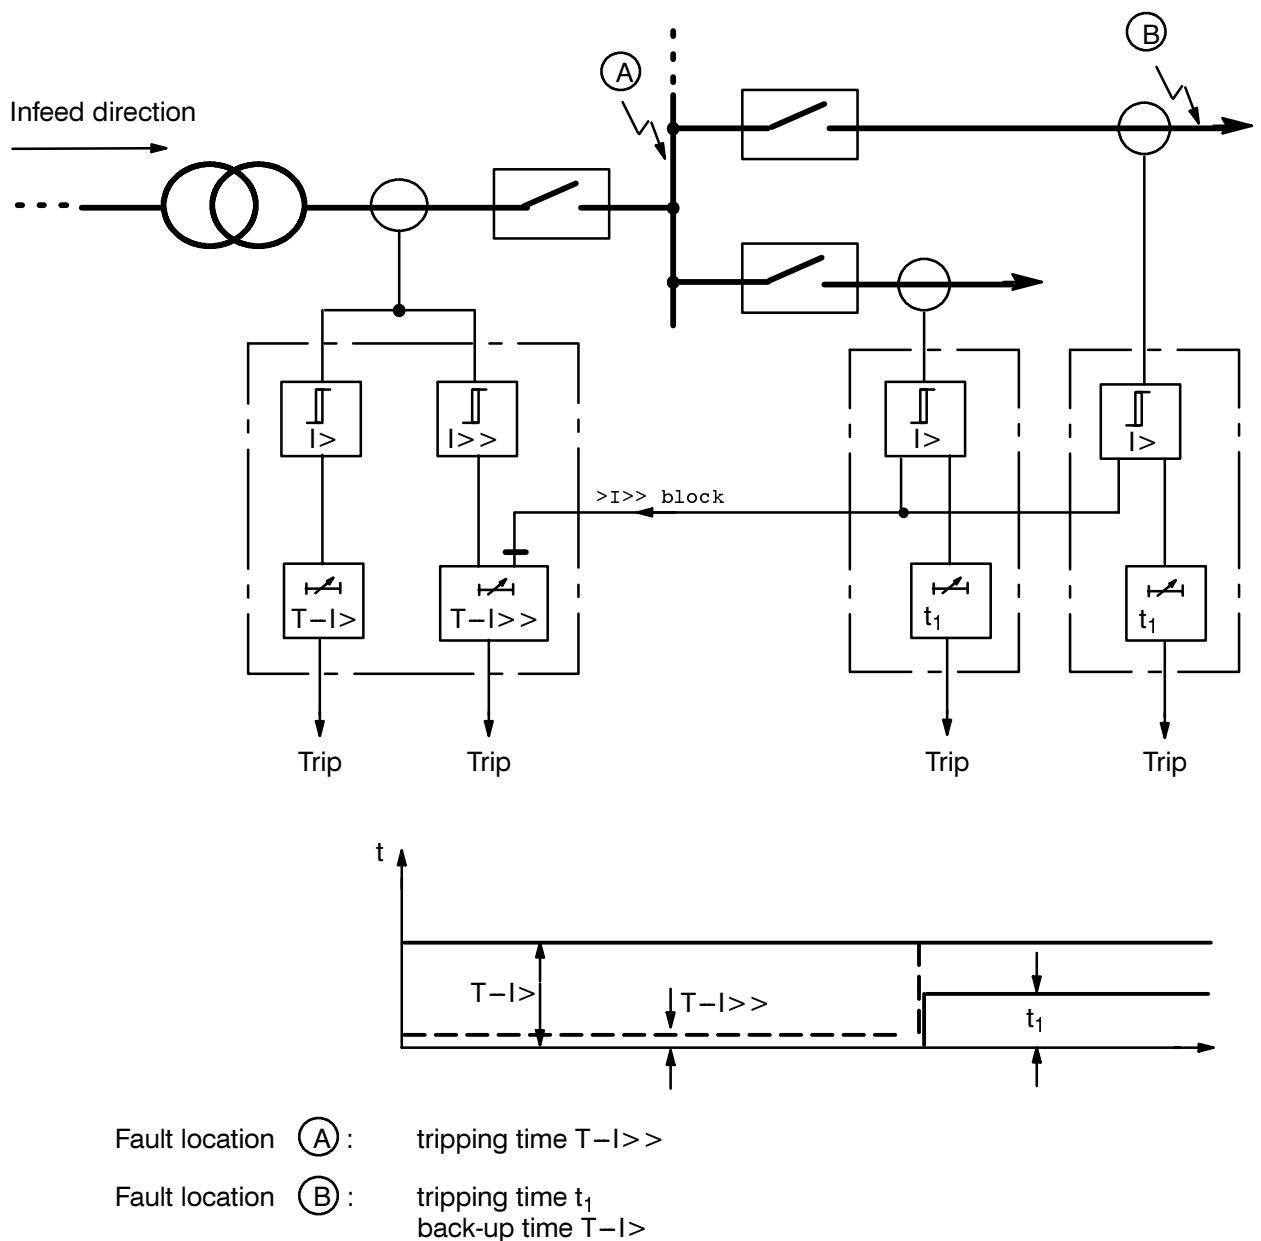 B
A
Infeed direction
I>
I>>
I>
I>
>I>> block
T–I>
T–I>>
t₁
t₁
Trip
Trip
Trip
Trip
t
T–I>
T–I>>
t₁
Fault location A : tripping time T–I>>
Fault location B : tripping time t₁
back-up time T–I>